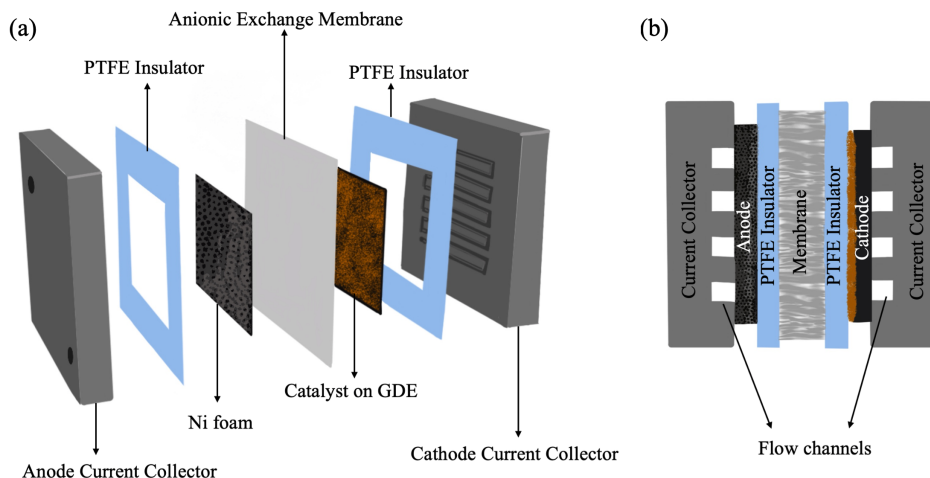 (a)
Anionic Exchange Membrane
PTFE Insulator
PTFE Insulator
Catalyst on GDE
Ni foam
Cathode Current Collector
Anode Current Collector
(b)
Current Collector
Anode
PTFE Insulator
Membrane
PTFE Insulator
Cathode
Current Collector
Flow channels